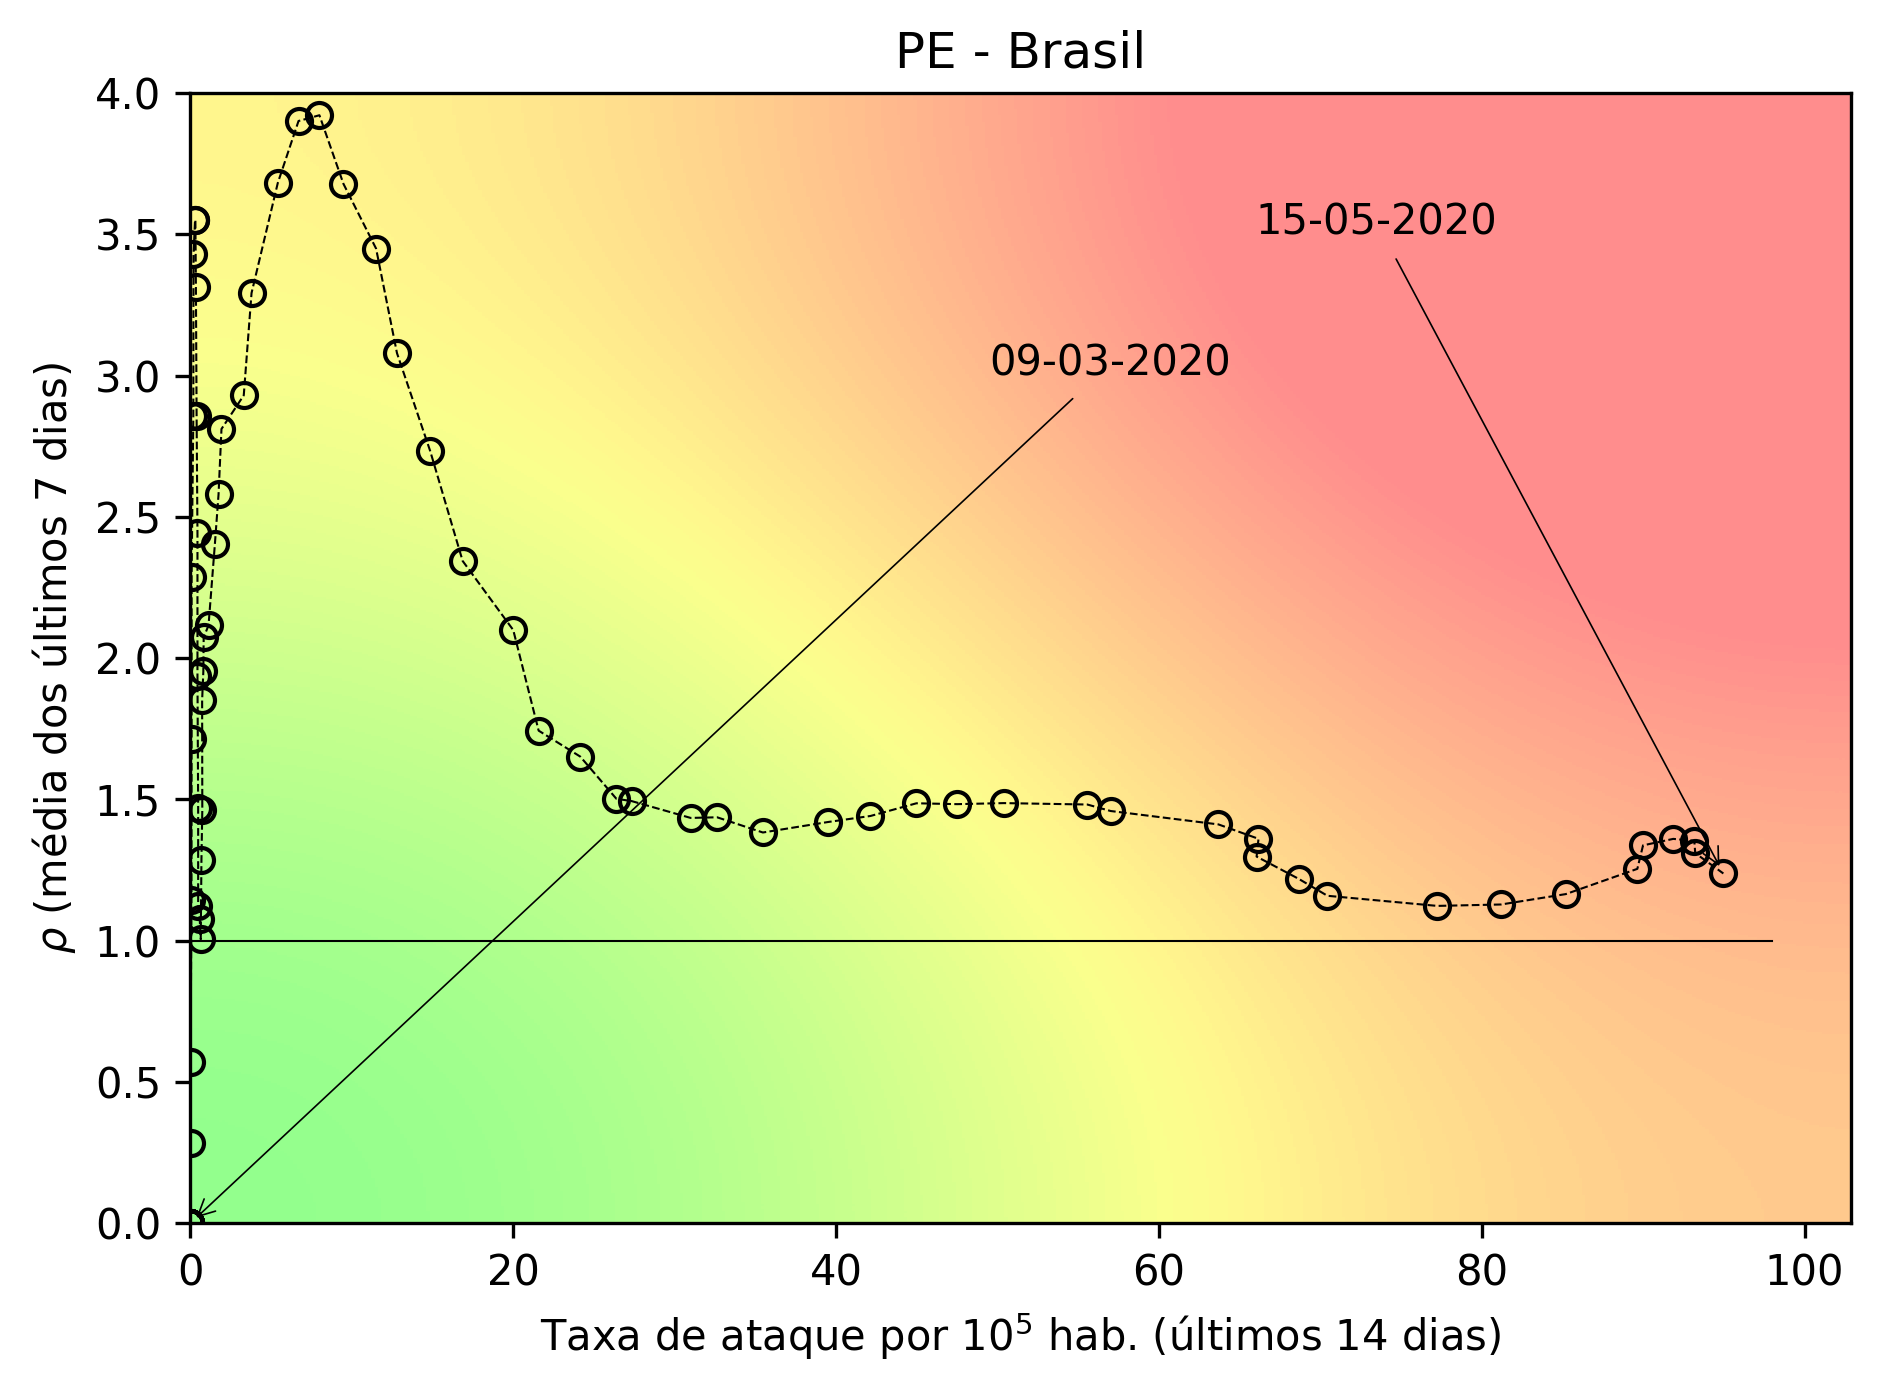 PE - Brasil
4.0
3.5
3.0
2.5
2.0
1.5
1.0
0.5
0.0
ρ (média dos últimos 7 dias)
15-05-2020
09-03-2020
0 20 40 60 80 100
Taxa de ataque por 10⁵ hab. (últimos 14 dias)